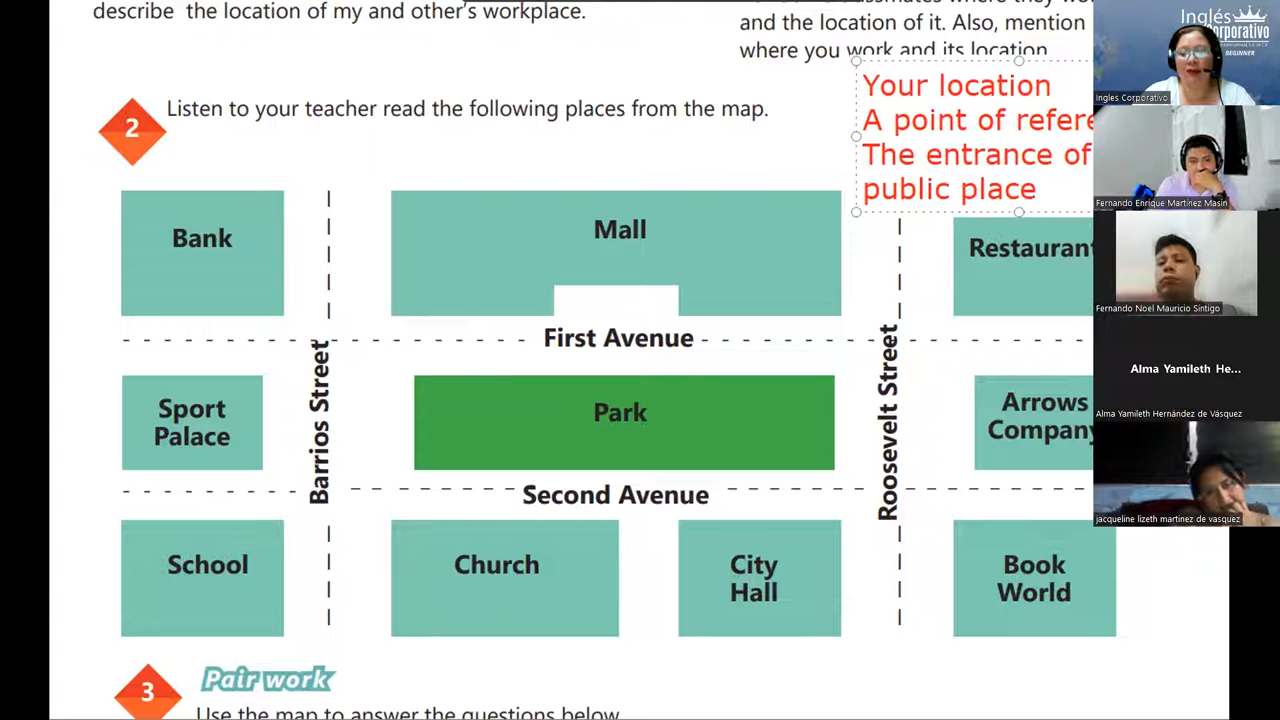 describe the location of my and other's workplace.
and the location of it. Also, mention
where you work and its location
2
Listen to your teacher read the following places from the map.
Your location
A point of refere
The entrance of
public place
Bank
Mall
Restaurant
First Avenue
Barrios Street
Roosevelt Street
Sport
Palace
Park
Arrows
Company
Second Avenue
School
Church
City
Hall
Book
World
3
Pair work
Use the map to answer the questions below
Inglés
Corporativo
BEGINNER
Ingles Corporativo
Fernando Enrique Martínez Masin
Fernando Noel Mauricio Sintigo
Alma Yamileth He...
Alma Yamileth Hernández de Vásquez
jacqueline lizeth martinez de vasquez